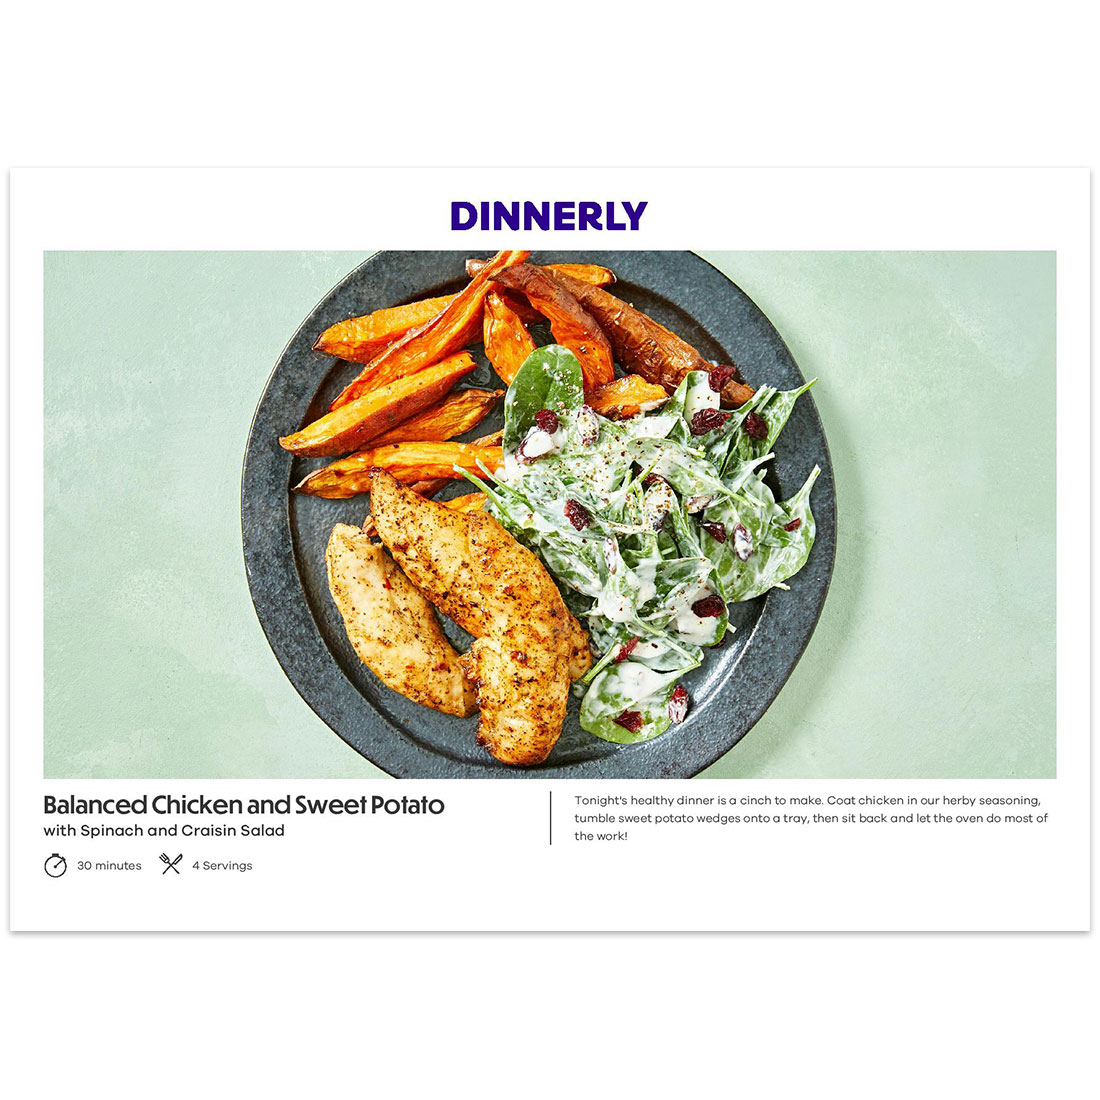 DINNERLY
Balanced Chicken and Sweet Potato
with Spinach and Craisin Salad
30 minutes
4 Servings
Tonight's healthy dinner is a cinch to make. Coat chicken in our herby seasoning,
tumble sweet potato wedges onto a tray, then sit back and let the oven do most of
the work!